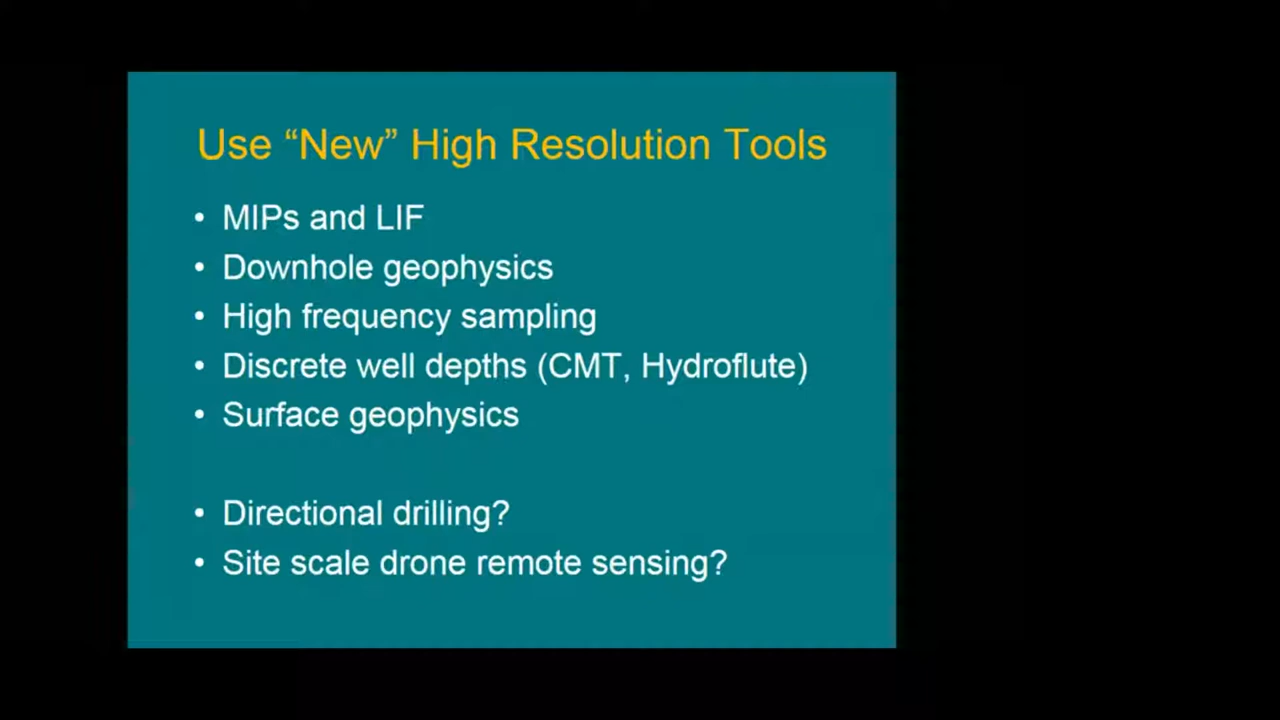 Use “New” High Resolution Tools
• MIPs and LIF
• Downhole geophysics
• High frequency sampling
• Discrete well depths (CMT, Hydroflute)
• Surface geophysics
• Directional drilling?
• Site scale drone remote sensing?